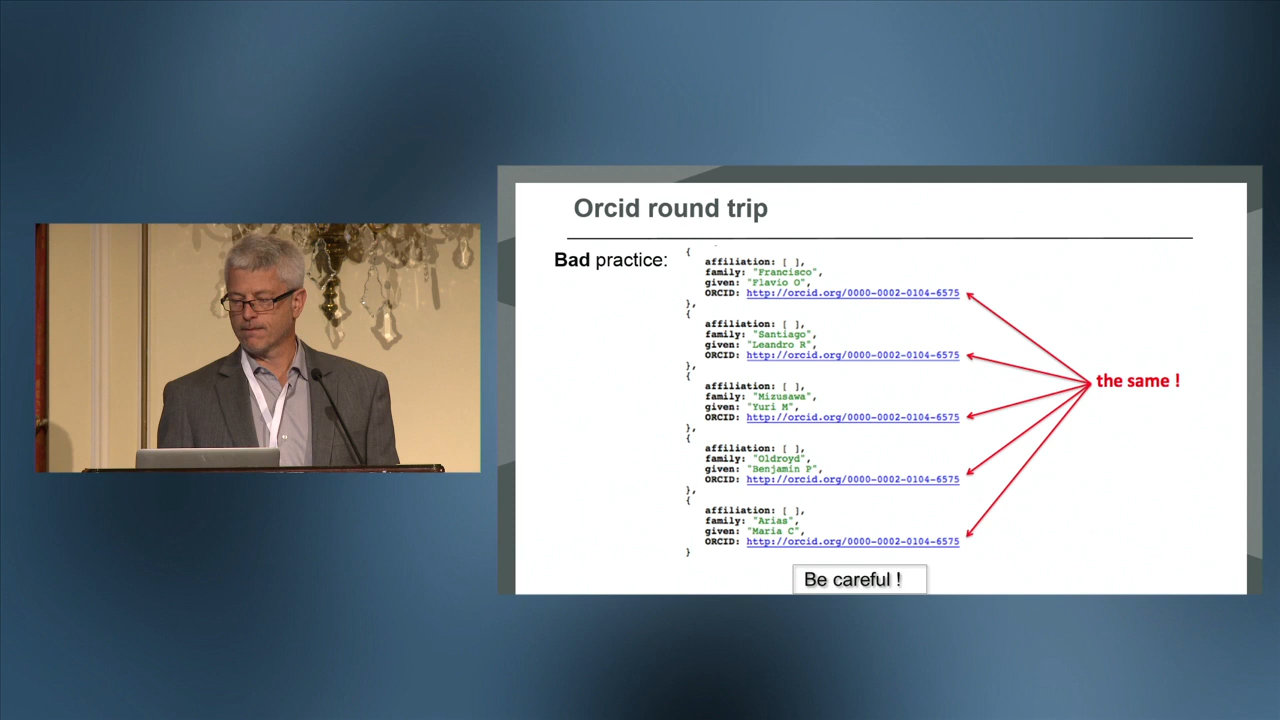 Orcid round trip
Bad practice:
{
affiliation: [ ],
family: "Francisco",
given: "Flavio O",
ORCID: http://orcid.org/0000-0002-0104-6575
},
{
affiliation: [ ],
family: "Santiago",
given: "Leandro R",
ORCID: http://orcid.org/0000-0002-0104-6575
},
{
affiliation: [ ],
family: "Mizusawa",
given: "Yuri M",
ORCID: http://orcid.org/0000-0002-0104-6575
},
{
affiliation: [ ],
family: "Oldroyd",
given: "Benjamin P",
ORCID: http://orcid.org/0000-0002-0104-6575
},
{
affiliation: [ ],
family: "Arias",
given: "Maria C",
ORCID: http://orcid.org/0000-0002-0104-6575
}
the same !
Be careful !